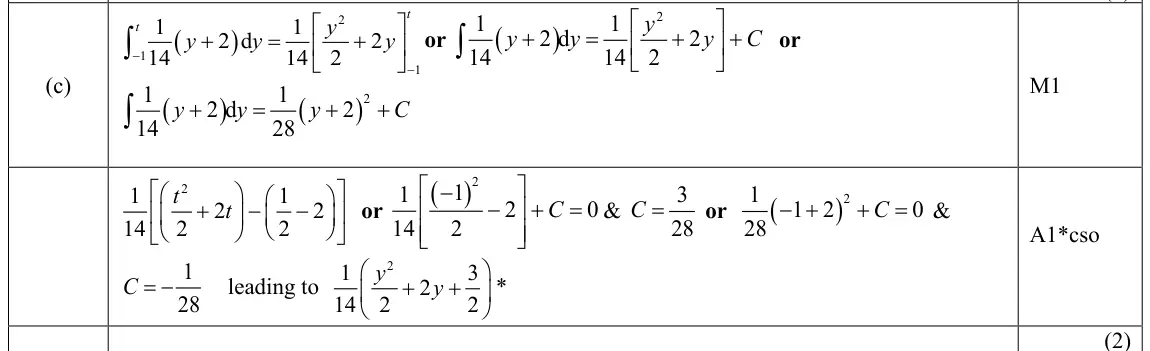 (c)
∫₋₁ᵗ 1/14 (y + 2) dy = 1/14 [y²/2 + 2y]₋₁ᵗ or ∫ 1/14 (y + 2)dy = 1/14 [y²/2 + 2y] + C or
∫ 1/14 (y + 2)dy = 1/28 (y + 2)² + C
M1
1/14 [(t²/2 + 2t) − (1/2 − 2)] or 1/14 [(−1)²/2 − 2] + C = 0 & C = 3/28 or 1/28 (−1 + 2)² + C = 0 &
C = − 1/28 leading to 1/14 (y²/2 + 2y + 3/2) *
A1*cso
(2)